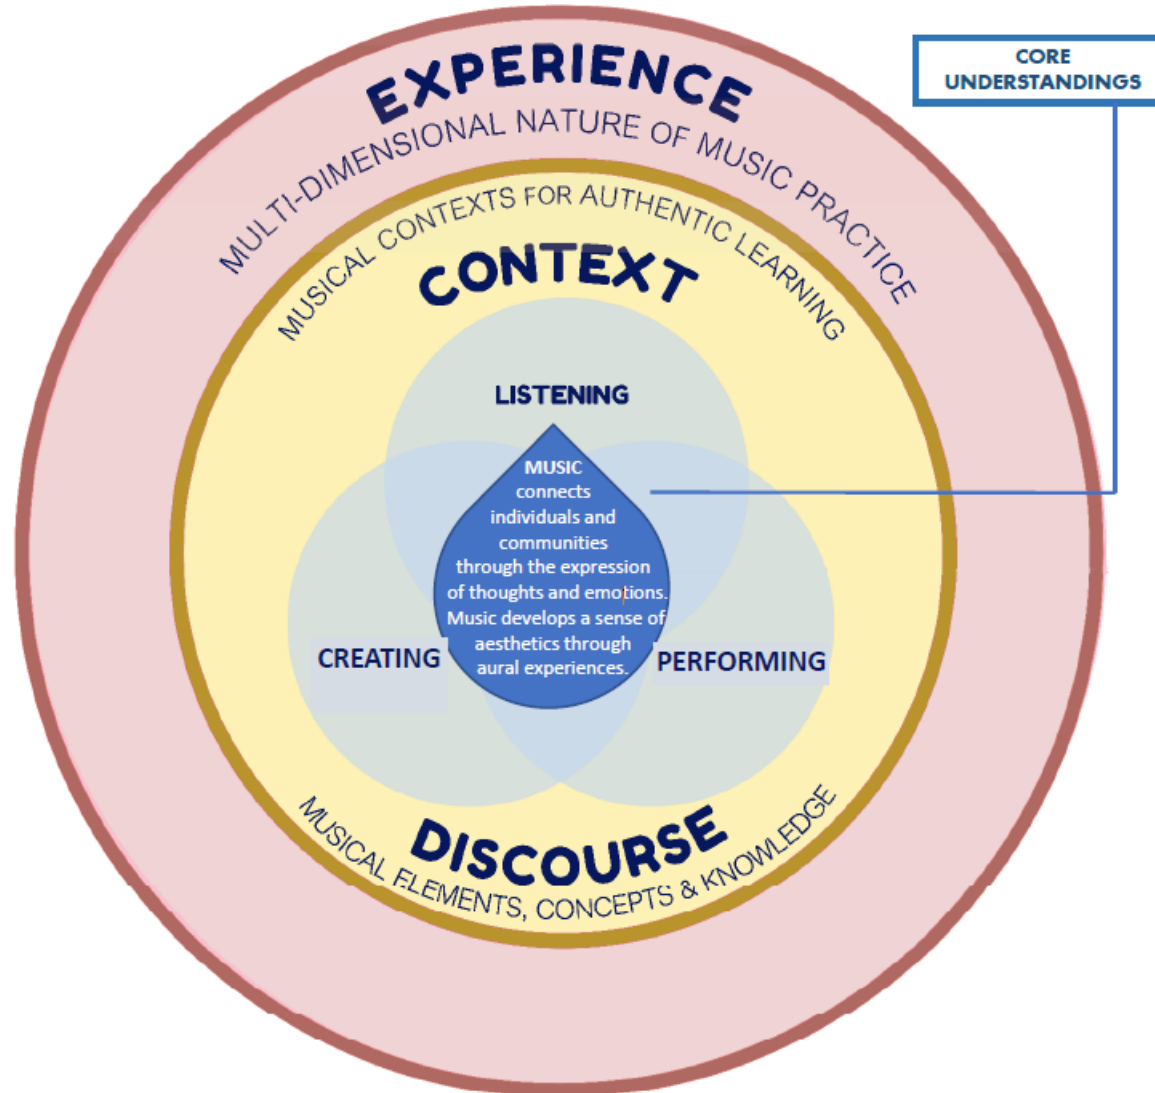 EXPERIENCE
MULTI-DIMENSIONAL NATURE OF MUSIC PRACTICE
CORE
UNDERSTANDINGS
MUSICAL CONTEXTS FOR AUTHENTIC LEARNING
CONTEXT
LISTENING
MUSIC
connects
individuals and
communities
through the expression
of thoughts and emotions.
Music develops a sense of
aesthetics through
aural experiences.
CREATING
PERFORMING
DISCOURSE
MUSICAL ELEMENTS, CONCEPTS & KNOWLEDGE